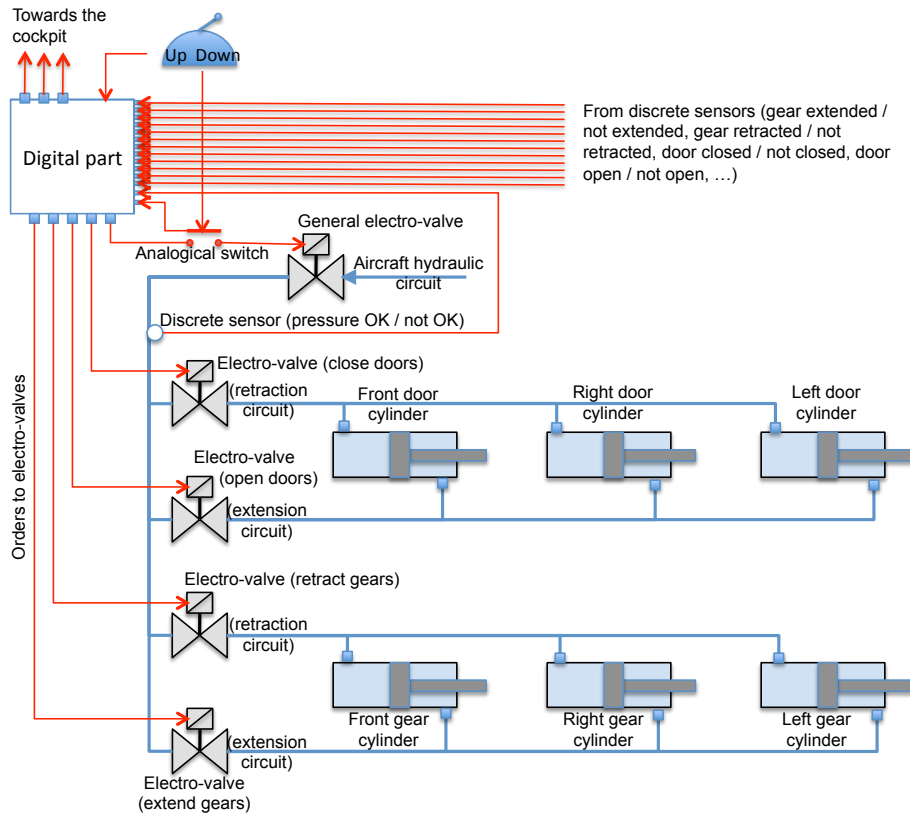 Towards the
cockpit
Up Down
From discrete sensors (gear extended /
not extended, gear retracted / not
retracted, door closed / not closed, door
open / not open, …)
Digital part
General electro-valve
Analogical switch
Aircraft hydraulic
circuit
Discrete sensor (pressure OK / not OK)
Orders to electro-valves
Electro-valve (close doors)
(retraction
circuit)
Front door
cylinder
Right door
cylinder
Left door
cylinder
Electro-valve
(open doors)
(extension
circuit)
Electro-valve (retract gears)
(retraction
circuit)
Front gear
cylinder
Right gear
cylinder
Left gear
cylinder
(extension
circuit)
Electro-valve
(extend gears)